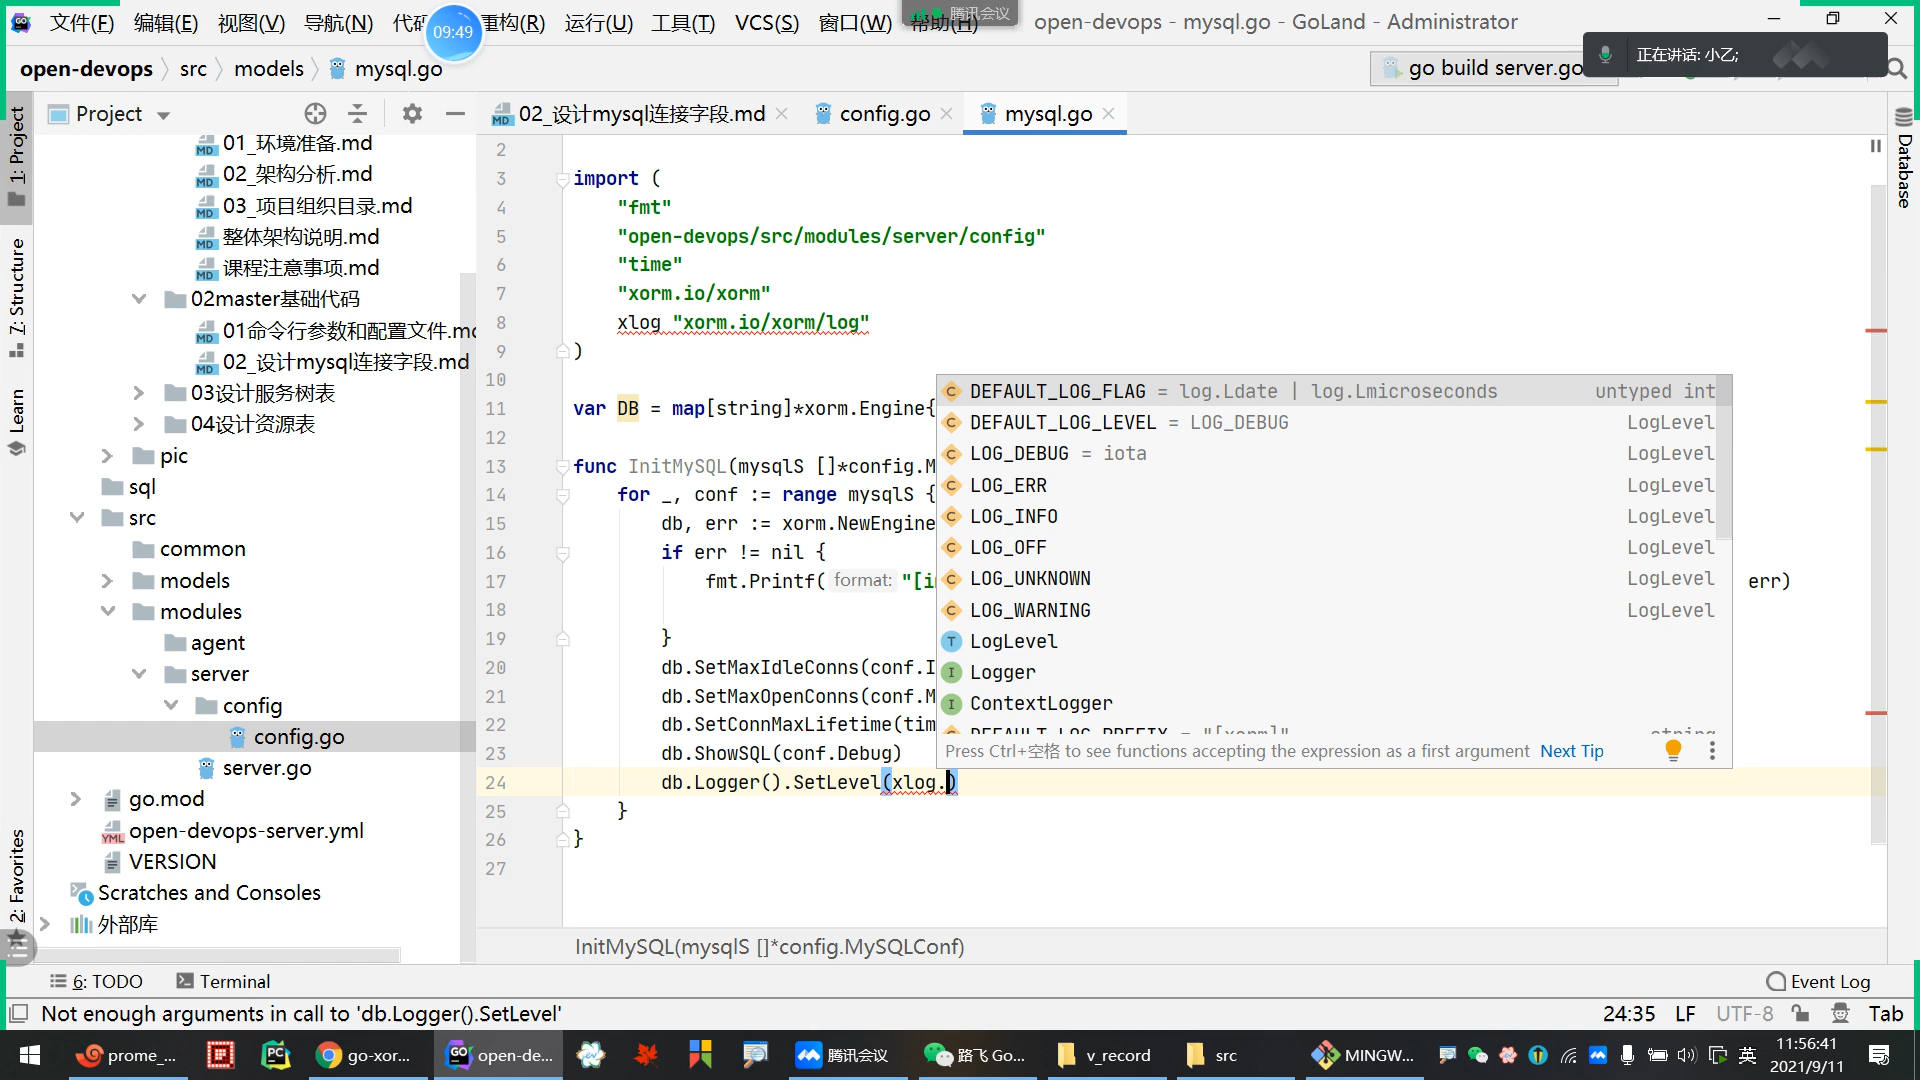 文件(F) 编辑(E) 视图(V) 导航(N) 代码 重构(R) 运行(U) 工具(T) VCS(S) 窗口(W) 帮助(H) open-devops - mysql.go - GoLand - Administrator
09:49
腾讯会议
正在讲话: 小乙;
open-devops src models mysql.go
go build server.go
Project
02_设计mysql连接字段.md config.go mysql.go
1: Project
7: Structure
Learn
2: Favorites
Database
01_环境准备.md
02_架构分析.md
03_项目组织目录.md
整体架构说明.md
课程注意事项.md
02master基础代码
01命令行参数和配置文件.md
02_设计mysql连接字段.md
03设计服务树表
04设计资源表
pic
sql
src
common
models
modules
agent
server
config
config.go
server.go
go.mod
open-devops-server.yml
VERSION
Scratches and Consoles
外部库
2
3 import (
4 "fmt"
5 "open-devops/src/modules/server/config"
6 "time"
7 "xorm.io/xorm"
8 xlog "xorm.io/xorm/log"
9 )
10
11 var DB = map[string]*xorm.Engine{
12
13 func InitMySQL(mysqlS []*config.M
14 for _, conf := range mysqlS {
15 db, err := xorm.NewEngine
16 if err != nil {
17 fmt.Printf( format: "[i err)
18
19 }
20 db.SetMaxIdleConns(conf.I
21 db.SetMaxOpenConns(conf.M
22 db.SetConnMaxLifetime(tim
23 db.ShowSQL(conf.Debug)
24 db.Logger().SetLevel(xlog.)
25 }
26 }
27
DEFAULT_LOG_FLAG = log.Ldate | log.Lmicroseconds untyped int
DEFAULT_LOG_LEVEL = LOG_DEBUG LogLevel
LOG_DEBUG = iota LogLevel
LOG_ERR LogLevel
LOG_INFO LogLevel
LOG_OFF LogLevel
LOG_UNKNOWN LogLevel
LOG_WARNING LogLevel
LogLevel
Logger
ContextLogger
DEFAULT_LOG_PREFIX = "[xorm]" string
Press Ctrl+空格 to see functions accepting the expression as a first argument Next Tip
InitMySQL(mysqlS []*config.MySQLConf)
6: TODO Terminal Event Log
Not enough arguments in call to 'db.Logger().SetLevel' 24:35 LF UTF-8 Tab
prome_... go-xor... open-de... 腾讯会议 路飞 Go... v_record src MINGW... 英
11:56:41
2021/9/11